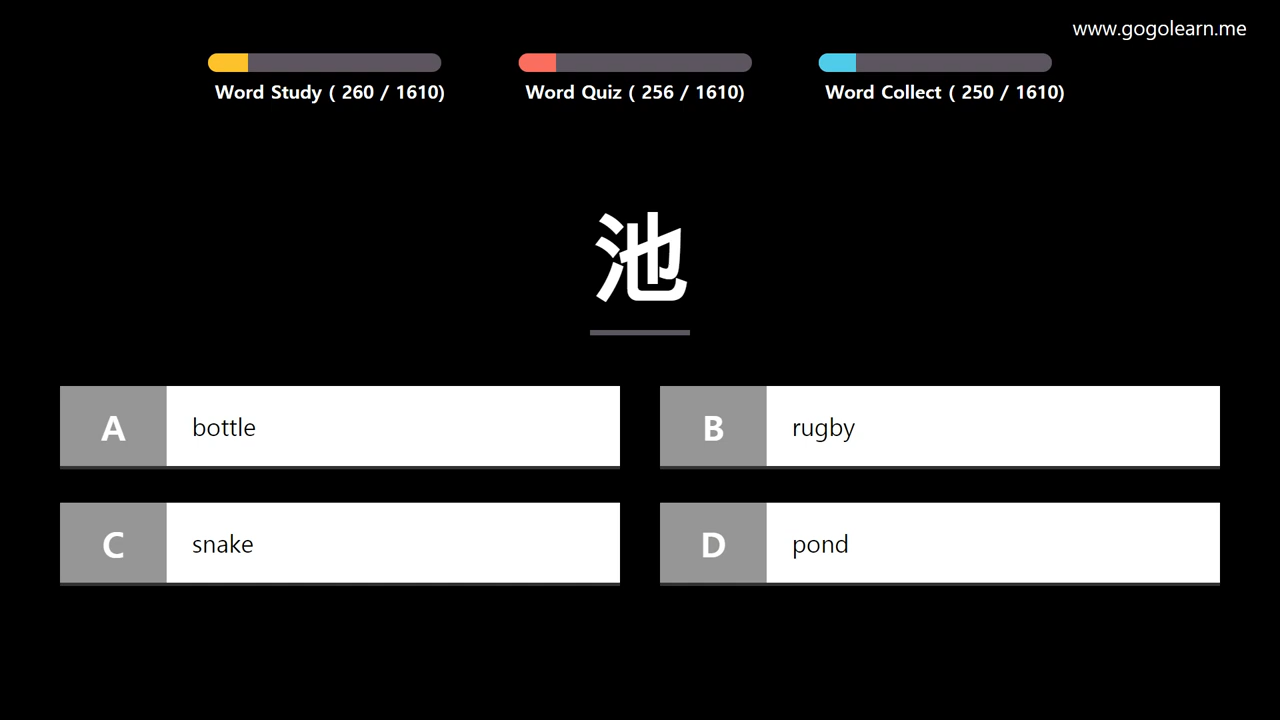 www.gogolearn.me
Word Study ( 260 / 1610)
Word Quiz ( 256 / 1610)
Word Collect ( 250 / 1610)
池
A bottle
B rugby
C snake
D pond